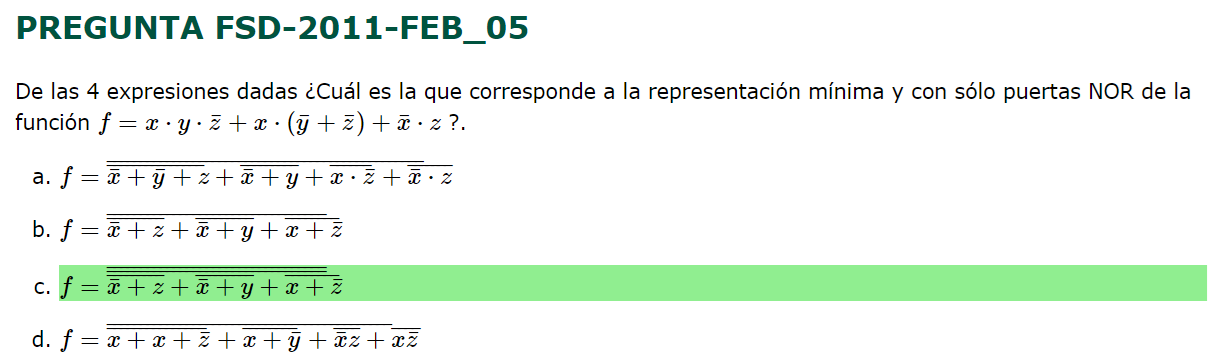 PREGUNTA FSD-2011-FEB_05
De las 4 expresiones dadas ¿Cuál es la que corresponde a la representación mínima y con sólo puertas NOR de la
función $f = x \cdot y \cdot \bar{z} + x \cdot (\bar{y} + \bar{z}) + \bar{x} \cdot z$ ?.
a. $f = \overline{\overline{\bar{x} + \bar{y} + z} + \overline{\bar{x} + y} + \overline{x \cdot \bar{\bar{z}}} + \overline{\bar{\bar{x}} \cdot z}}$
b. $f = \overline{\overline{\bar{x} + z} + \overline{\bar{x} + y} + \overline{x + \bar{z}}}$
c. $f = \overline{\overline{\overline{\bar{x} + z} + \overline{\bar{x} + y} + \overline{x + \bar{z}}}}$
d. $f = \overline{\overline{x + x + \bar{z}} + \overline{x + \bar{y}} + \overline{\bar{x}z} + \overline{x\bar{z}}}$